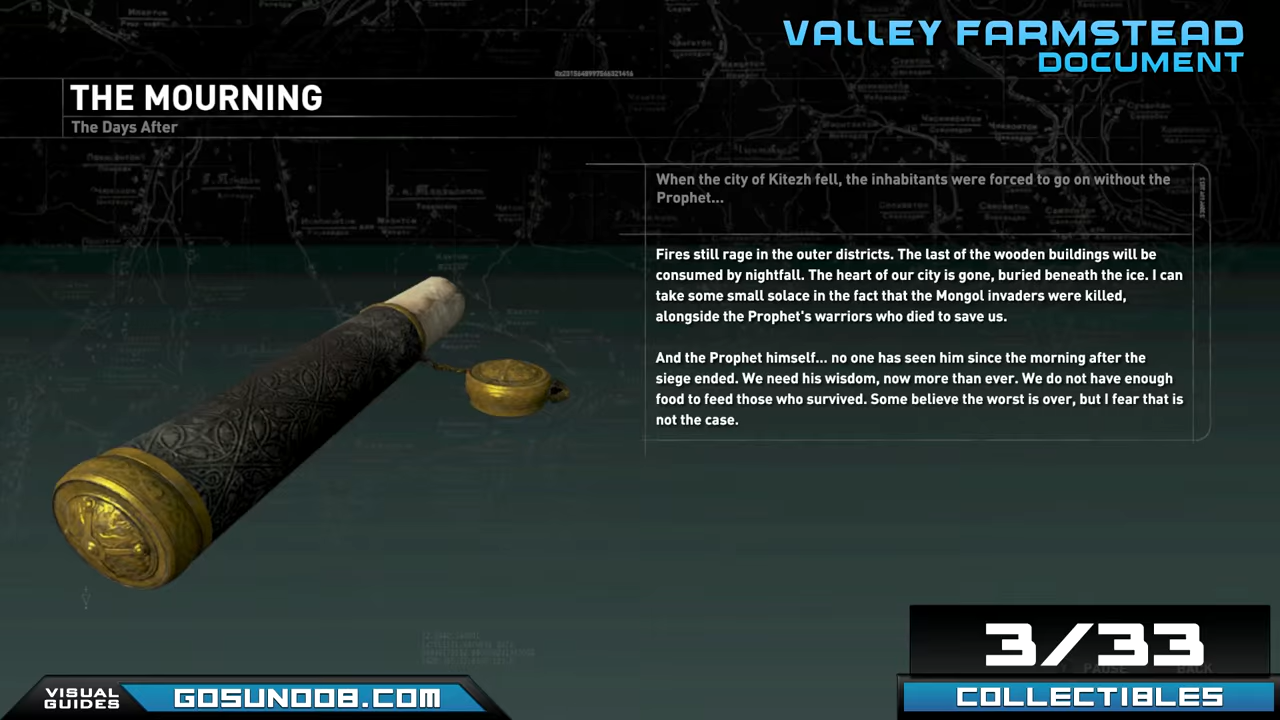 VALLEY FARMSTEAD
DOCUMENT
THE MOURNING
The Days After
When the city of Kitezh fell, the inhabitants were forced to go on without the
Prophet...
Fires still rage in the outer districts. The last of the wooden buildings will be
consumed by nightfall. The heart of our city is gone, buried beneath the ice. I can
take some small solace in the fact that the Mongol invaders were killed,
alongside the Prophet's warriors who died to save us.
And the Prophet himself... no one has seen him since the morning after the
siege ended. We need his wisdom, now more than ever. We do not have enough
food to feed those who survived. Some believe the worst is over, but I fear that is
not the case.
3/33
PAUSE
BACK
COLLECTIBLES
VISUAL
GUIDES
GOSUNOOB.COM